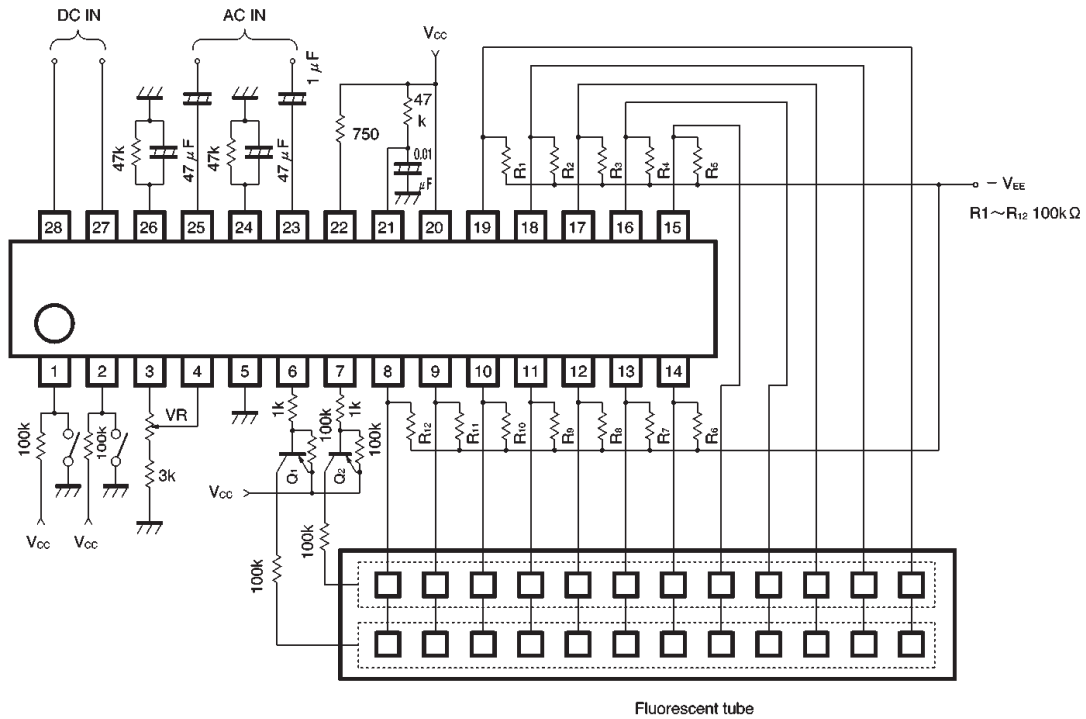 DC IN
AC IN
1 μF
VCC
47k
47 μF
47k
47 μF
750
47
k
0.01
μF
R1
R2
R3
R4
R5
− VEE
R1～R12 100kΩ
28
27
26
25
24
23
22
21
20
19
18
17
16
15
1
2
3
4
5
6
7
8
9
10
11
12
13
14
100k
100k
VR
3k
1k
100k
1k
100k
Q1
Q2
R12
R11
R10
R9
R8
R7
R6
VCC
VCC
VCC
100k
100k
Fluorescent tube